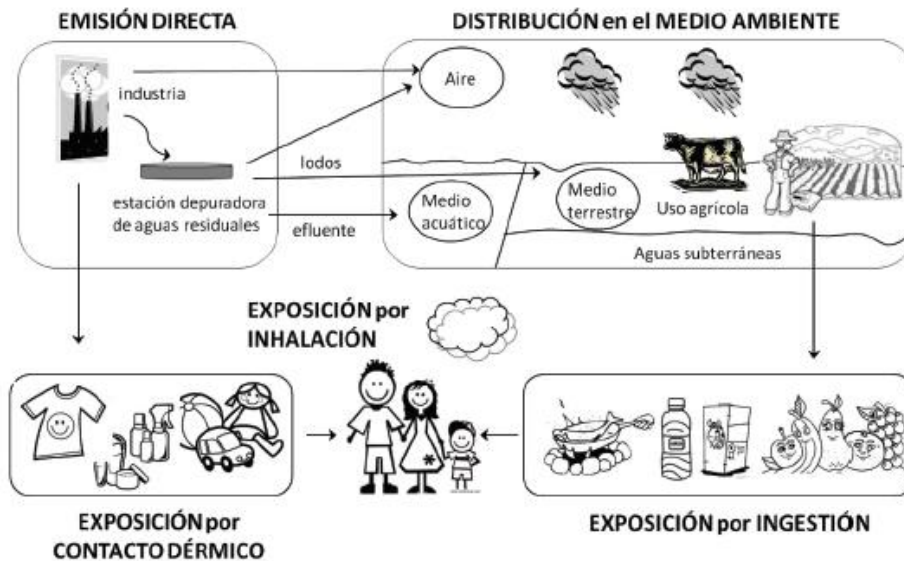 EMISIÓN DIRECTA
DISTRIBUCIÓN en el MEDIO AMBIENTE
industria
Aire
lodos
estación depuradora
de aguas residuales
efluente
Medio
acuático
Medio
terrestre
Uso agrícola
Aguas subterráneas
EXPOSICIÓN por
INHALACIÓN
EXPOSICIÓN por
CONTACTO DÉRMICO
EXPOSICIÓN por INGESTIÓN